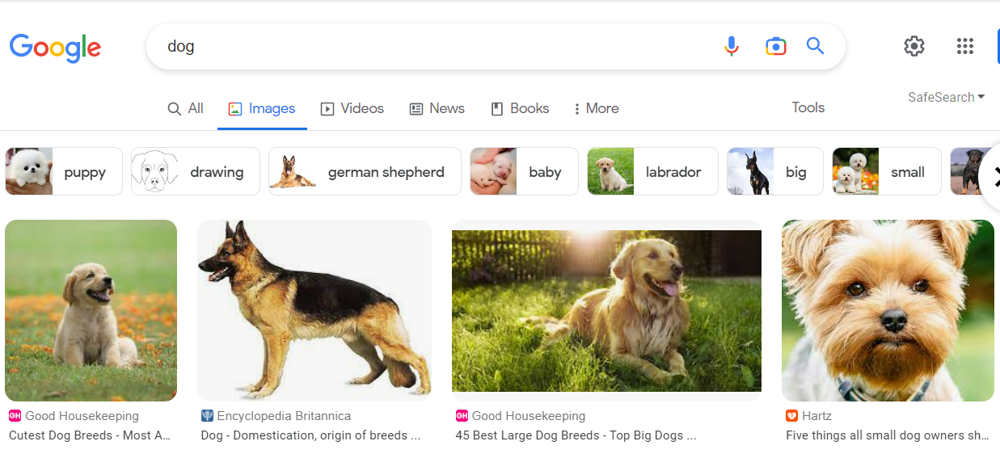 Google
dog
All
Images
Videos
News
Books
More
Tools
SafeSearch
puppy
drawing
german shepherd
baby
labrador
big
small
GH Good Housekeeping
Cutest Dog Breeds - Most A...
Encyclopedia Britannica
Dog - Domestication, origin of breeds ...
GH Good Housekeeping
45 Best Large Dog Breeds - Top Big Dogs ...
Hartz
Five things all small dog owners sh...